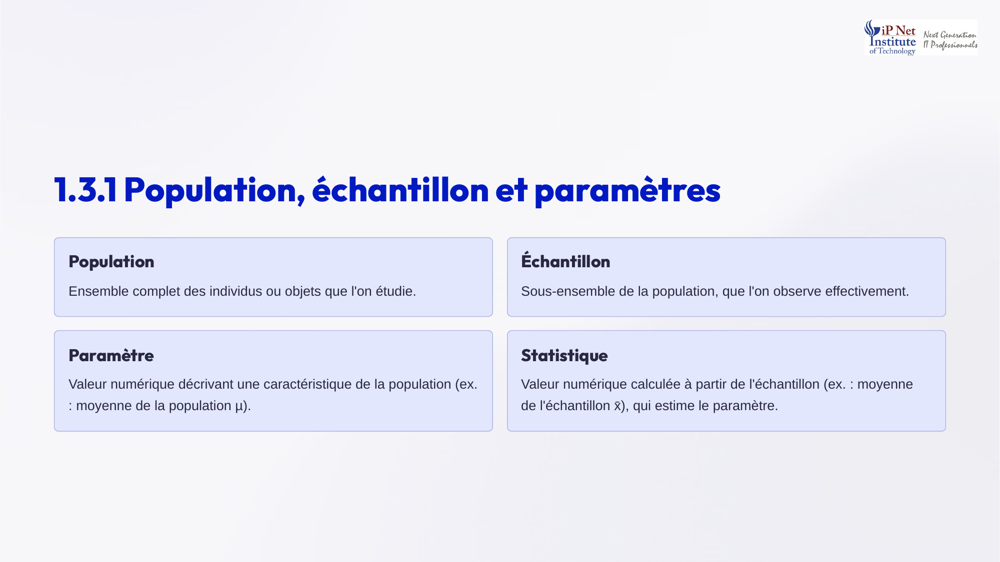 iP Net
Institute
of Technology
Next Generation
IT Professionnels
1.3.1 Population, échantillon et paramètres
Population
Ensemble complet des individus ou objets que l'on étudie.
Échantillon
Sous-ensemble de la population, que l'on observe effectivement.
Paramètre
Valeur numérique décrivant une caractéristique de la population (ex.
: moyenne de la population µ).
Statistique
Valeur numérique calculée à partir de l'échantillon (ex. : moyenne
de l'échantillon x̄), qui estime le paramètre.